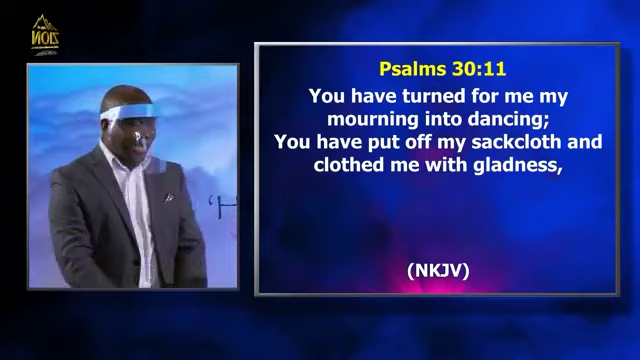 ZION
Psalms 30:11
You have turned for me my
mourning into dancing;
You have put off my sackcloth and
clothed me with gladness,
(NKJV)